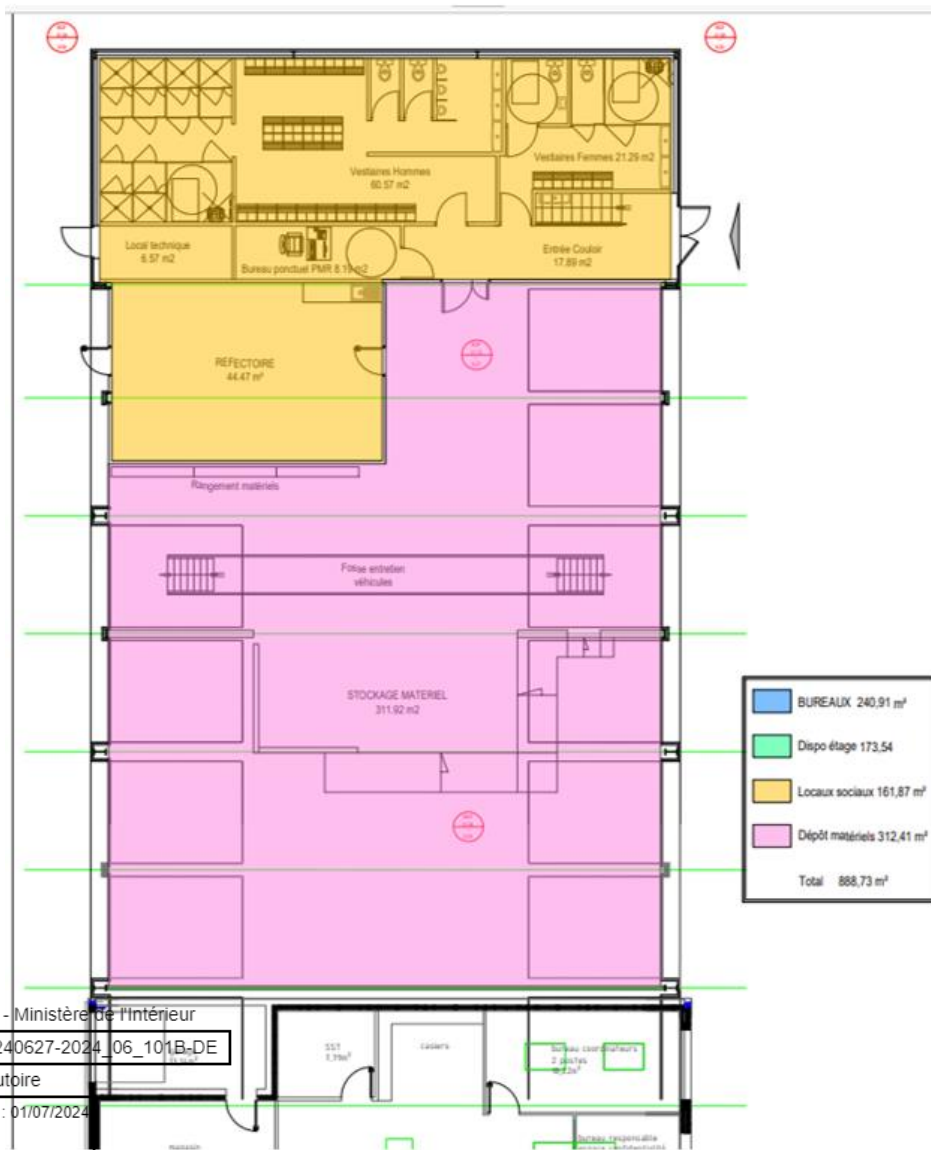 Vestiaires Hommes
60.57 m2
Vestiaires Femmes 21.29 m2
Local technique
6.57 m2
Bureau ponctuel PMR 8.19 m2
Entrée Couloir
17.89 m2
REFECTOIRE
44.47 m²
Rangement matériels
Fosse entretien
véhicules
STOCKAGE MATERIEL
311.92 m2
BUREAUX 240,91 m²
Dispo étage 173,54
Locaux sociaux 161,87 m²
Dépôt matériels 312,41 m²
Total 888,73 m²
- Ministère de l'Intérieur
240627-2024_06_101B-DE
utoire
: 01/07/2024
SST
casiers
bureau coordinateurs
2 postes
magasin
bureau responsable